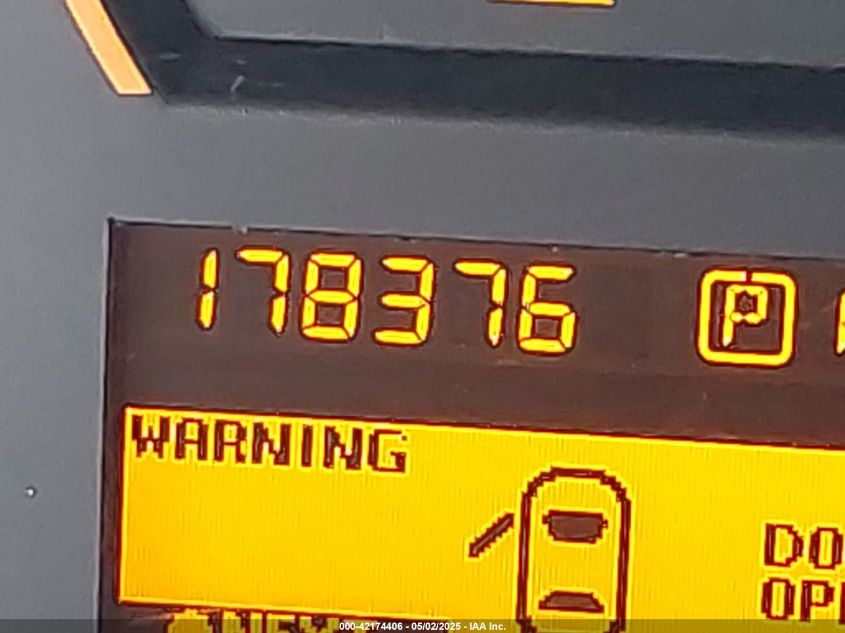 178376 P
WARNING
DO
OP
000-42174406 - 05/02/2025 - IAA Inc.